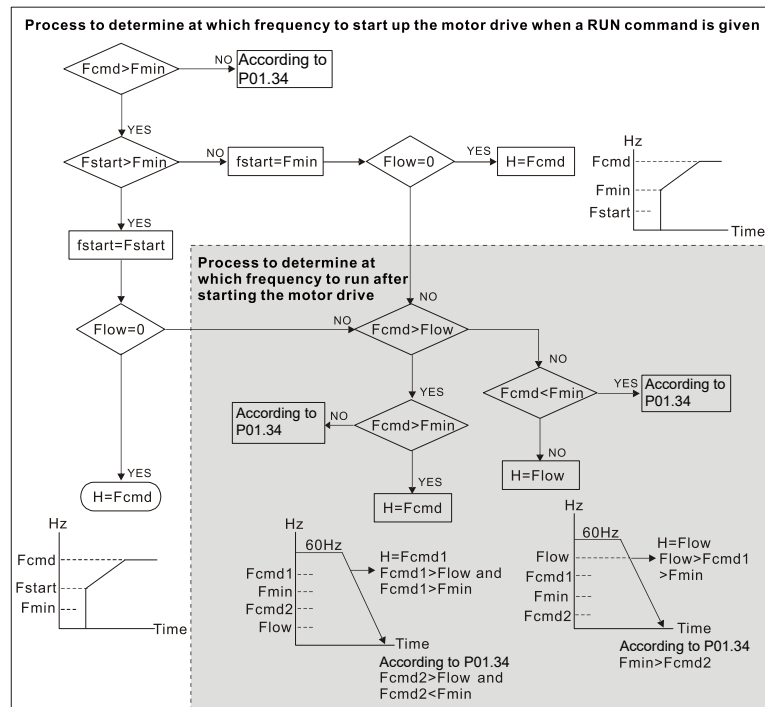 Process to determine at which frequency to start up the motor drive when a RUN command is given
Fcmd>Fmin
NO
According to
P01.34
YES
Fstart>Fmin
NO
fstart=Fmin
Flow=0
YES
H=Fcmd
Hz
Fcmd
Fmin
Fstart
Time
YES
fstart=Fstart
Process to determine at
which frequency to run after
starting the motor drive
NO
Flow=0
NO
Fcmd>Flow
NO
YES
Fcmd<Fmin
YES
According to
P01.34
According to
P01.34
NO
Fcmd>Fmin
NO
H=Flow
YES
H=Fcmd
YES
H=Fcmd
Hz
Fcmd
Fstart
Fmin
Time
Hz
60Hz
Fcmd1
Fmin
Fcmd2
Flow
H=Fcmd1
Fcmd1>Flow and
Fcmd1>Fmin
Time
According to P01.34
Fcmd2>Flow and
Fcmd2<Fmin
Hz
60Hz
Flow
Fcmd1
Fmin
Fcmd2
H=Flow
Flow>Fcmd1
>Fmin
Time
According to P01.34
Fmin>Fcmd2